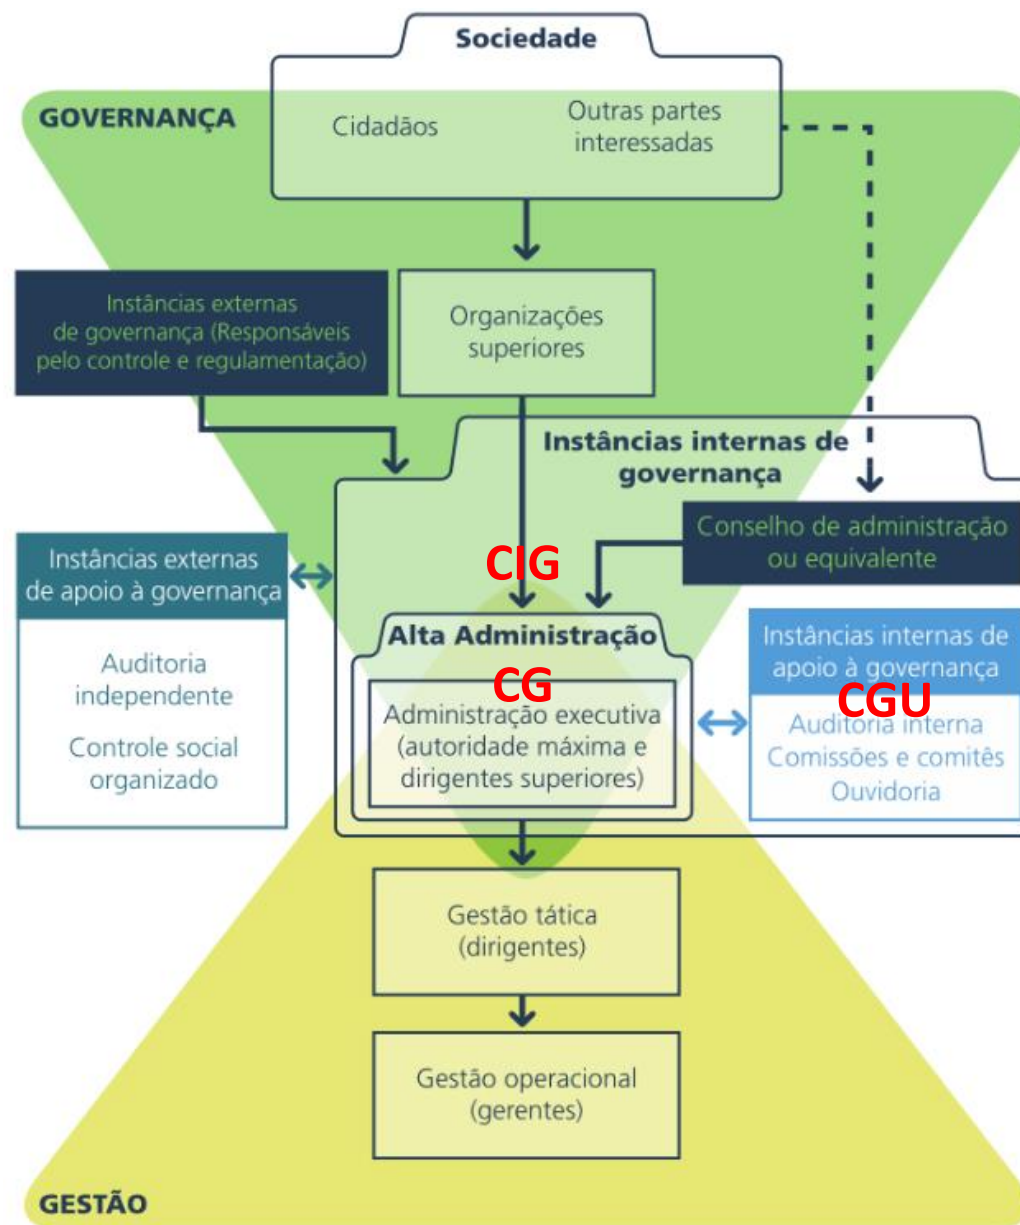 Sociedade
GOVERNANÇA
Cidadãos
Outras partes
interessadas
Instâncias externas
de governança (Responsáveis
pelo controle e regulamentação)
Organizações
superiores
Instâncias internas de
governança
Conselho de administração
ou equivalente
Instâncias externas
de apoio à governança
Auditoria
independente
Controle social
organizado
CIG
Alta Administração
CG
Administração executiva
(autoridade máxima e
dirigentes superiores)
Instâncias internas de
apoio à governança
CGU
Auditoria interna
Comissões e comitês
Ouvidoria
Gestão tática
(dirigentes)
Gestão operacional
(gerentes)
GESTÃO